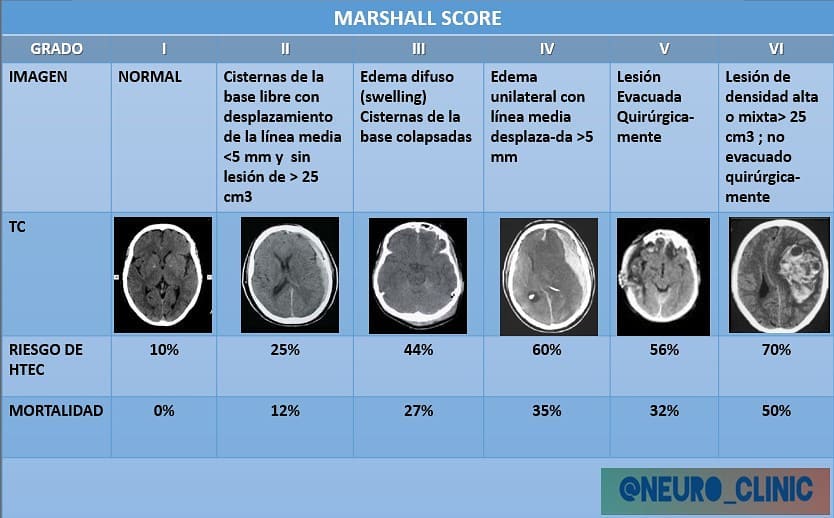 MARSHALL SCORE
GRADO I II III IV V VI
IMAGEN
NORMAL
Cisternas de la
base libre con
desplazamiento
de la línea media
<5 mm y sin
lesión de > 25
cm3
Edema difuso
(swelling)
Cisternas de la
base colapsadas
Edema
unilateral con
línea media
desplaza-da >5
mm
Lesión
Evacuada
Quirúrgica-
mente
Lesión de
densidad alta
o mixta> 25
cm3 ; no
evacuado
quirúrgica-
mente
TC
RIESGO DE
HTEC
10% 25% 44% 60% 56% 70%
MORTALIDAD 0% 12% 27% 35% 32% 50%
@NEURO_CLINIC